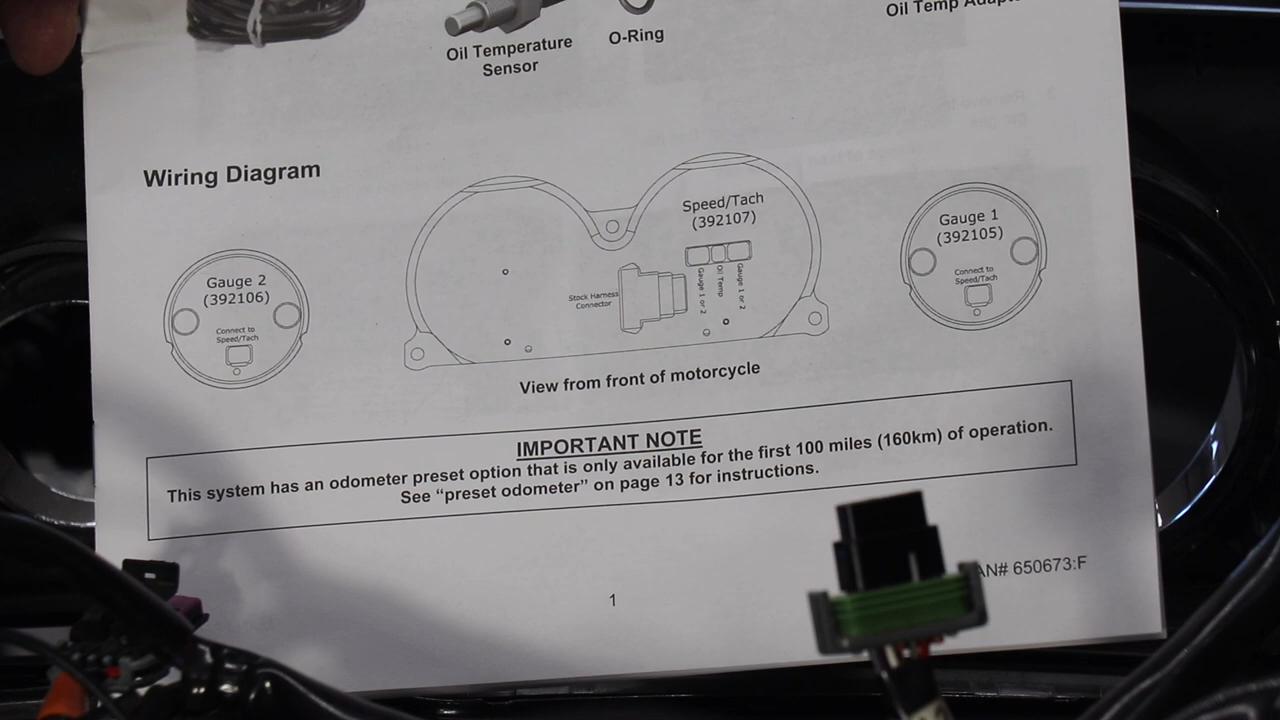 Oil Temperature
Sensor
O-Ring
Oil Temp
Wiring Diagram
Gauge 2
(392106)
Connect to
Speed/Tach
Speed/Tach
(392107)
Stock Harness
Connector
Gauge 1 or 2
Oil Temp
Gauge 1 or 2
Gauge 1
(392105)
Connect to
Speed/Tach
View from front of motorcycle
IMPORTANT NOTE
This system has an odometer preset option that is only available for the first 100 miles (160km) of operation.
See “preset odometer” on page 13 for instructions.
1
650673:F